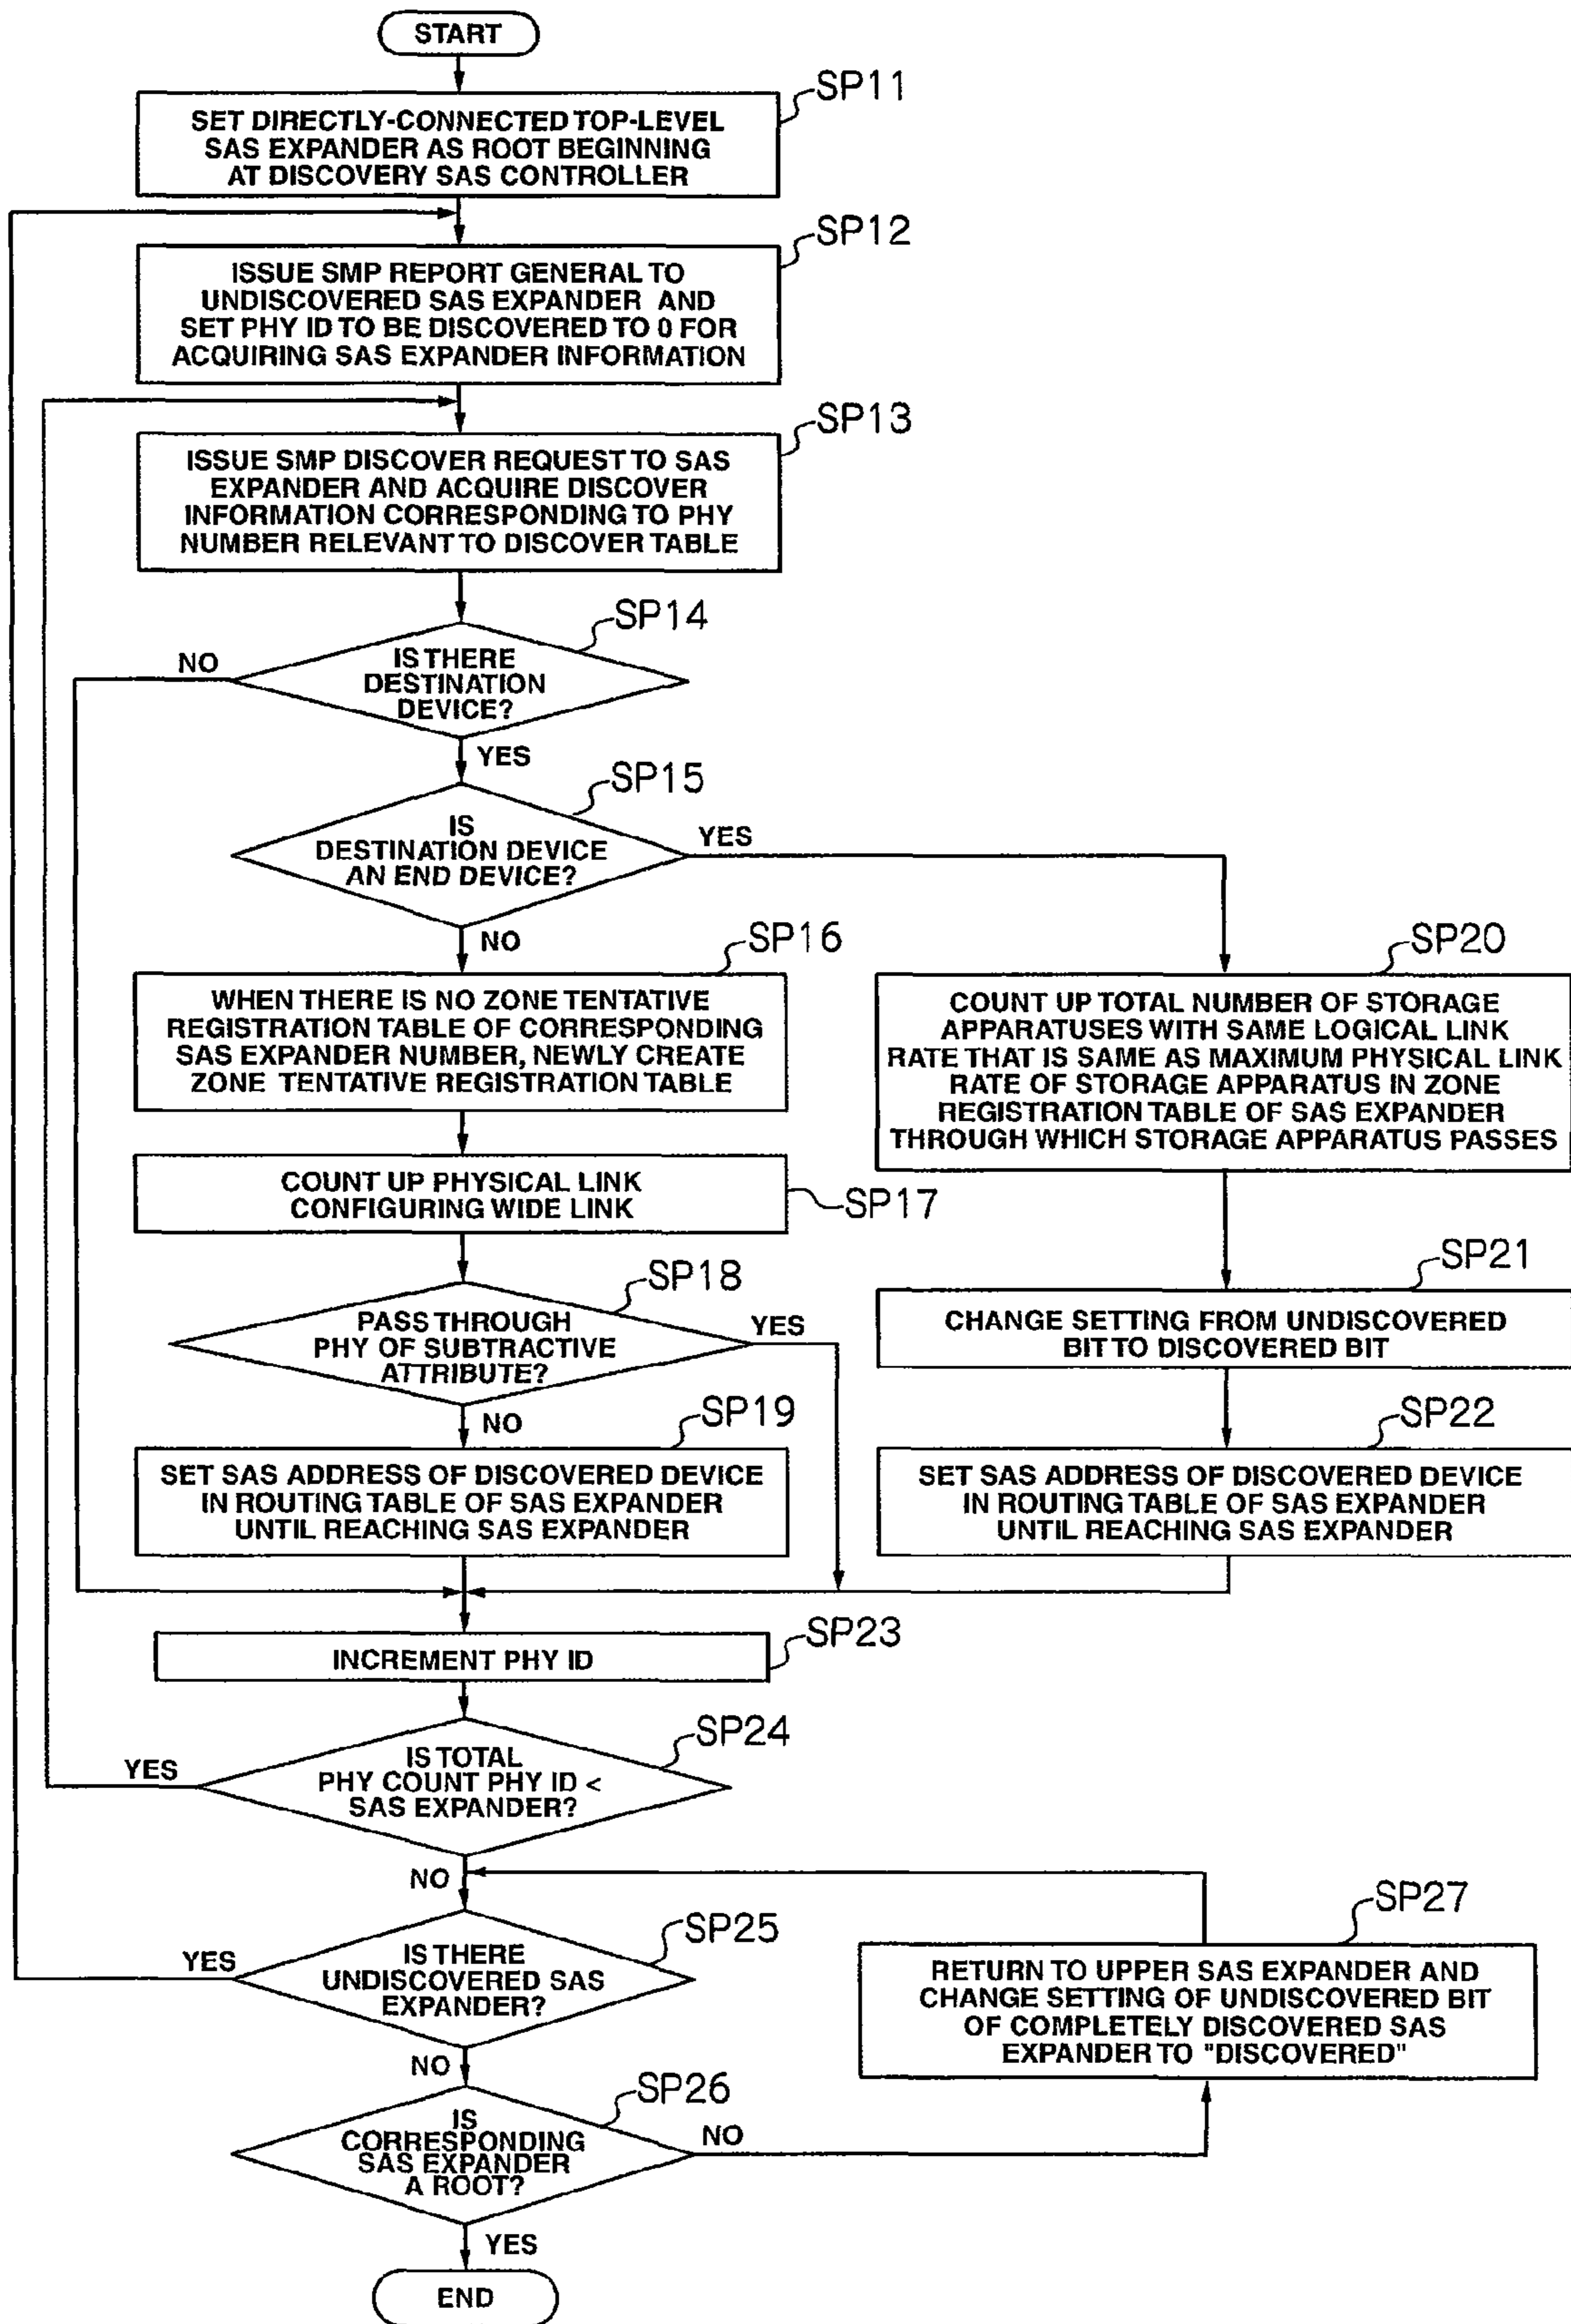 START
SP11
SET DIRECTLY-CONNECTED TOP-LEVEL
SAS EXPANDER AS ROOT BEGINNING
AT DISCOVERY SAS CONTROLLER
SP12
ISSUE SMP REPORT GENERAL TO
UNDISCOVERED SAS EXPANDER AND
SET PHY ID TO BE DISCOVERED TO 0 FOR
ACQUIRING SAS EXPANDER INFORMATION
SP13
ISSUE SMP DISCOVER REQUEST TO SAS
EXPANDER AND ACQUIRE DISCOVER
INFORMATION CORRESPONDING TO PHY
NUMBER RELEVANT TO DISCOVER TABLE
SP14
NO
IS THERE
DESTINATION
DEVICE?
YES
SP15
IS
DESTINATION DEVICE
AN END DEVICE?
YES
NO
SP16
WHEN THERE IS NO ZONE TENTATIVE
REGISTRATION TABLE OF CORRESPONDING
SAS EXPANDER NUMBER, NEWLY CREATE
ZONE TENTATIVE REGISTRATION TABLE
SP20
COUNT UP TOTAL NUMBER OF STORAGE
APPARATUSES WITH SAME LOGICAL LINK
RATE THAT IS SAME AS MAXIMUM PHYSICAL LINK
RATE OF STORAGE APPARATUS IN ZONE
REGISTRATION TABLE OF SAS EXPANDER
THROUGH WHICH STORAGE APPARATUS PASSES
COUNT UP PHYSICAL LINK
CONFIGURING WIDE LINK
SP17
SP18
PASS THROUGH
PHY OF SUBTRACTIVE
ATTRIBUTE?
YES
NO
SP21
CHANGE SETTING FROM UNDISCOVERED
BIT TO DISCOVERED BIT
SP19
SET SAS ADDRESS OF DISCOVERED DEVICE
IN ROUTING TABLE OF SAS EXPANDER
UNTIL REACHING SAS EXPANDER
SP22
SET SAS ADDRESS OF DISCOVERED DEVICE
IN ROUTING TABLE OF SAS EXPANDER
UNTIL REACHING SAS EXPANDER
SP23
INCREMENT PHY ID
SP24
YES
IS TOTAL
PHY COUNT PHY ID <
SAS EXPANDER?
NO
SP25
YES
IS THERE
UNDISCOVERED SAS
EXPANDER?
NO
SP27
RETURN TO UPPER SAS EXPANDER AND
CHANGE SETTING OF UNDISCOVERED BIT
OF COMPLETELY DISCOVERED SAS
EXPANDER TO "DISCOVERED"
SP26
IS
CORRESPONDING
SAS EXPANDER
A ROOT?
NO
YES
END